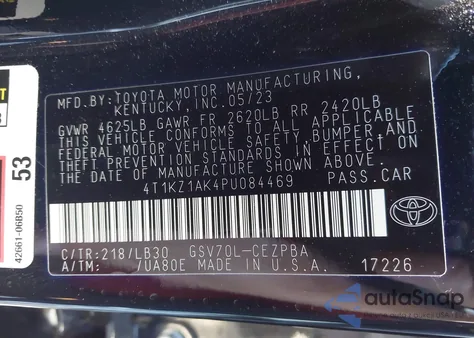 MFD.BY:TOYOTA MOTOR MANUFACTURING,
KENTUCKY, INC. 05/23
GVWR 4625LB GAWR FR 2620LB RR 2420LB
THIS VEHICLE CONFORMS TO ALL APPLICABLE
FEDERAL MOTOR VEHICLE SAFETY, BUMPER, AND
THEFT PREVENTION STANDARDS IN EFFECT ON
THE DATE OF MANUFACTURE SHOWN ABOVE.
4T1KZ1AK4PU084469 PASS.CAR
C/TR:218/LB30 GSV70L-CEZPBA
A/TM: /UA80E MADE IN U.S.A. 17226
53
42661-06B50
autoSnap